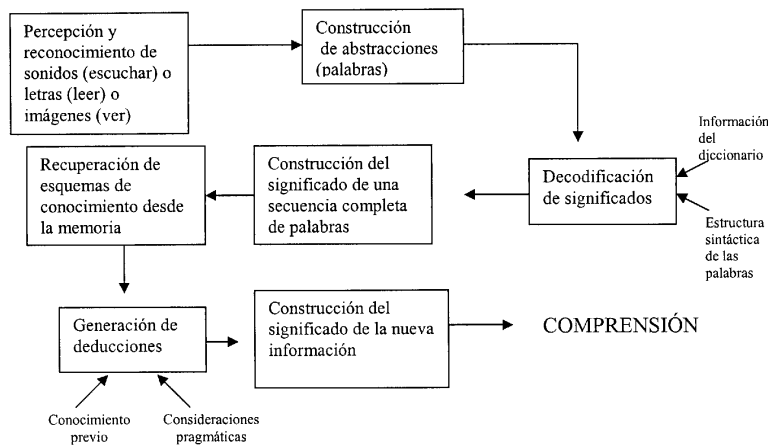 Percepción y
reconocimiento de
sonidos (escuchar) o
letras (leer) o
imágenes (ver)
Construcción
de abstracciones
(palabras)
Información
del
diccionario
Decodificación
de significados
Estructura
sintáctica
de las
palabras
Construcción del
significado de una
secuencia completa
de palabras
Recuperación de
esquemas de
conocimiento desde
la memoria
Generación de
deducciones
Conocimiento
previo
Consideraciones
pragmáticas
Construcción del
significado de la nueva
información
COMPRENSIÓN